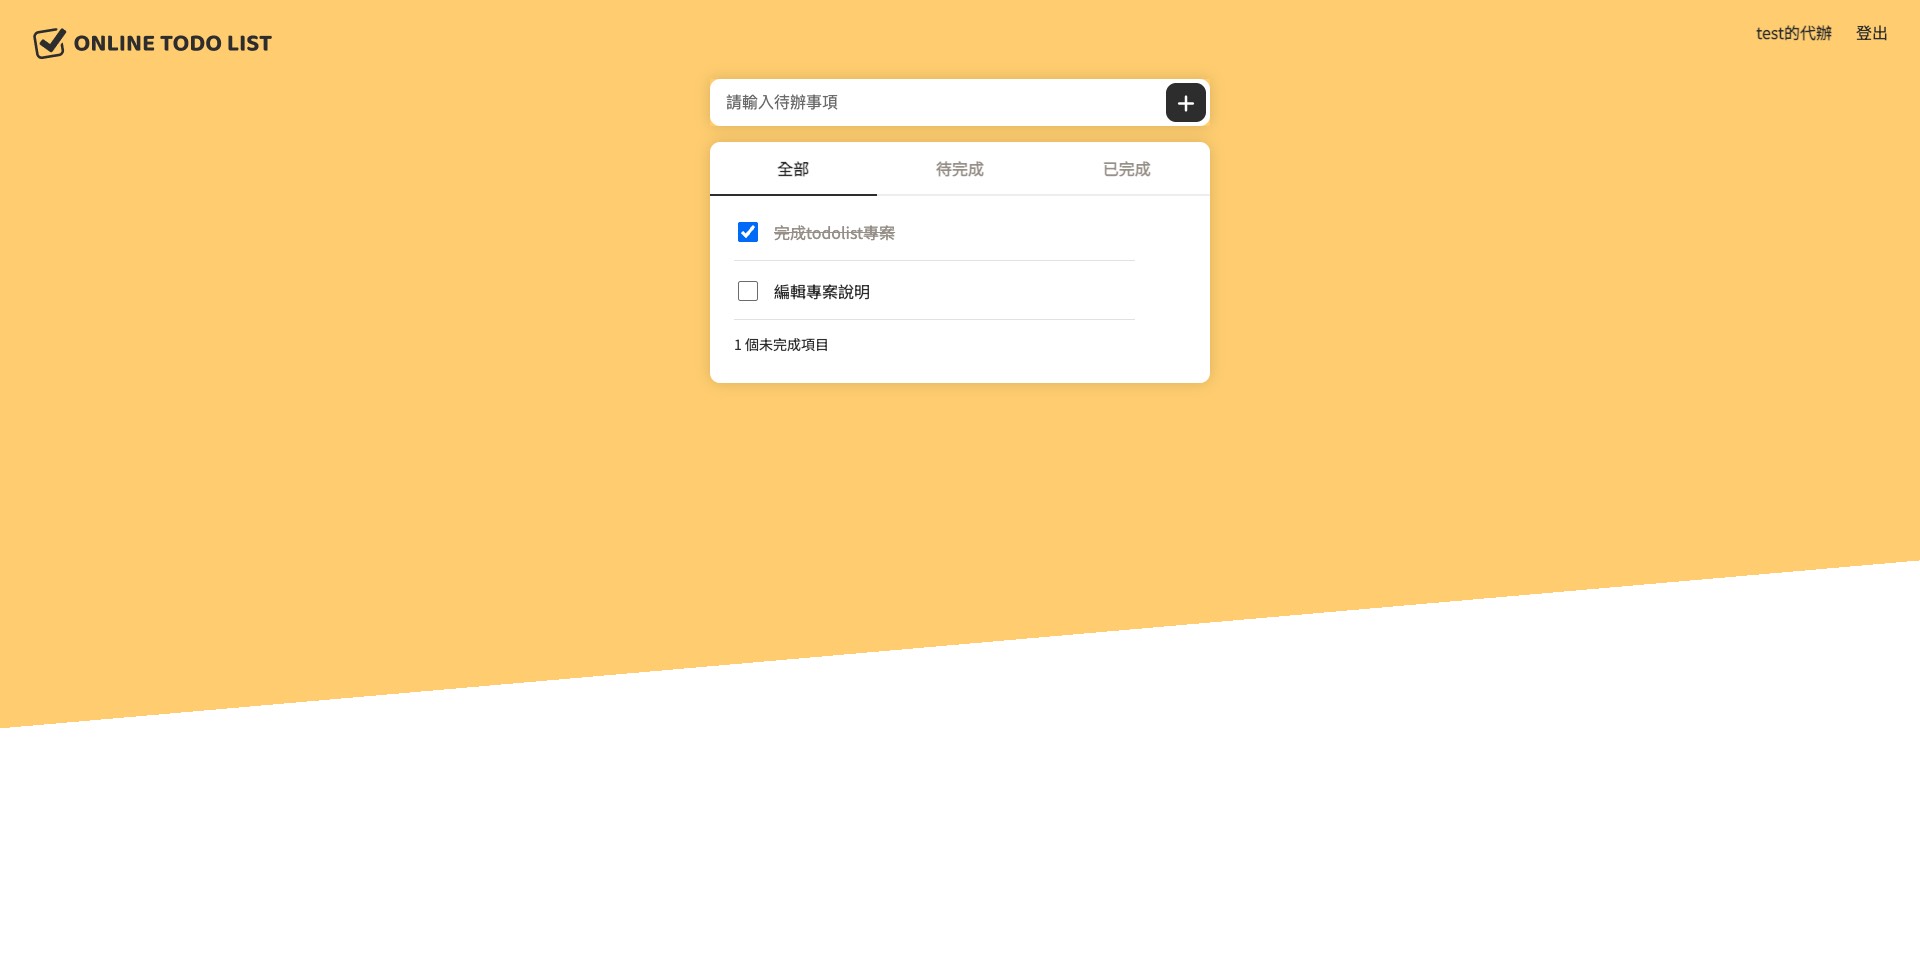 ONLINE TODO LIST
test的代辦 登出
請輸入待辦事項
全部 待完成 已完成
完成todolist專案
編輯專案說明
1 個未完成項目